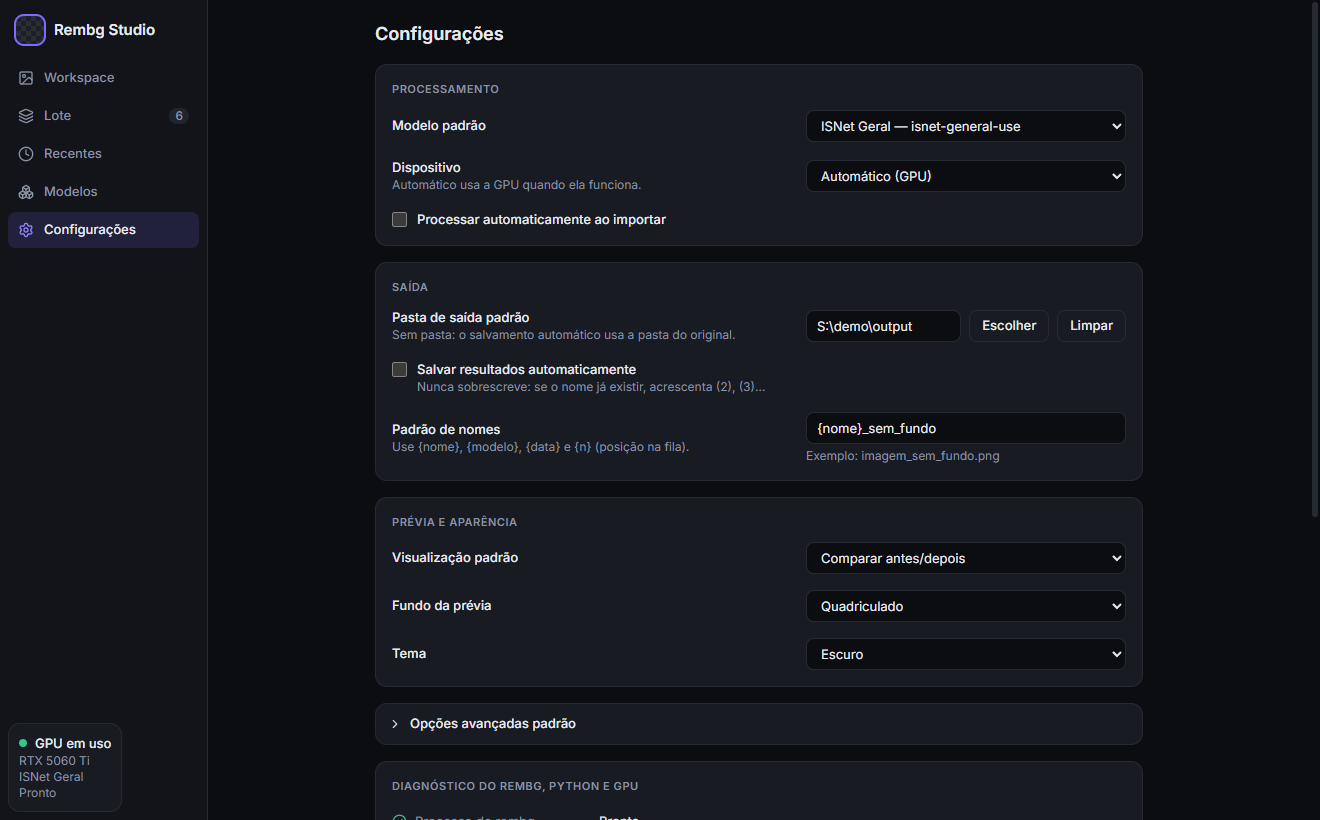 Rembg Studio
Workspace
Lote 6
Recentes
Modelos
Configurações
GPU em uso
RTX 5060 Ti
ISNet Geral
Pronto
Configurações
PROCESSAMENTO
Modelo padrão
ISNet Geral — isnet-general-use
Dispositivo
Automático usa a GPU quando ela funciona.
Automático (GPU)
Processar automaticamente ao importar
SAÍDA
Pasta de saída padrão
Sem pasta: o salvamento automático usa a pasta do original.
S:\demo\output
Escolher
Limpar
Salvar resultados automaticamente
Nunca sobrescreve: se o nome já existir, acrescenta (2), (3)...
Padrão de nomes
Use {nome}, {modelo}, {data} e {n} (posição na fila).
{nome}_sem_fundo
Exemplo: imagem_sem_fundo.png
PRÉVIA E APARÊNCIA
Visualização padrão
Comparar antes/depois
Fundo da prévia
Quadriculado
Tema
Escuro
Opções avançadas padrão
DIAGNÓSTICO DO REMBG, PYTHON E GPU